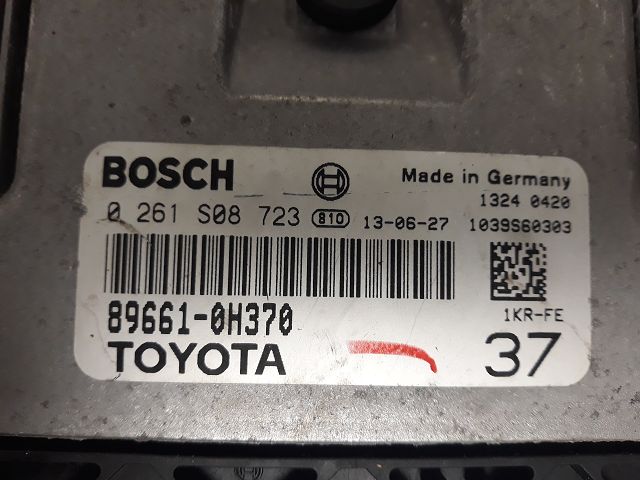 BOSCH
Made in Germany
1324 0420
0 261 S08 723 810 13-06-27 1039S60303
89661-0H370
1KR-FE
TOYOTA
37